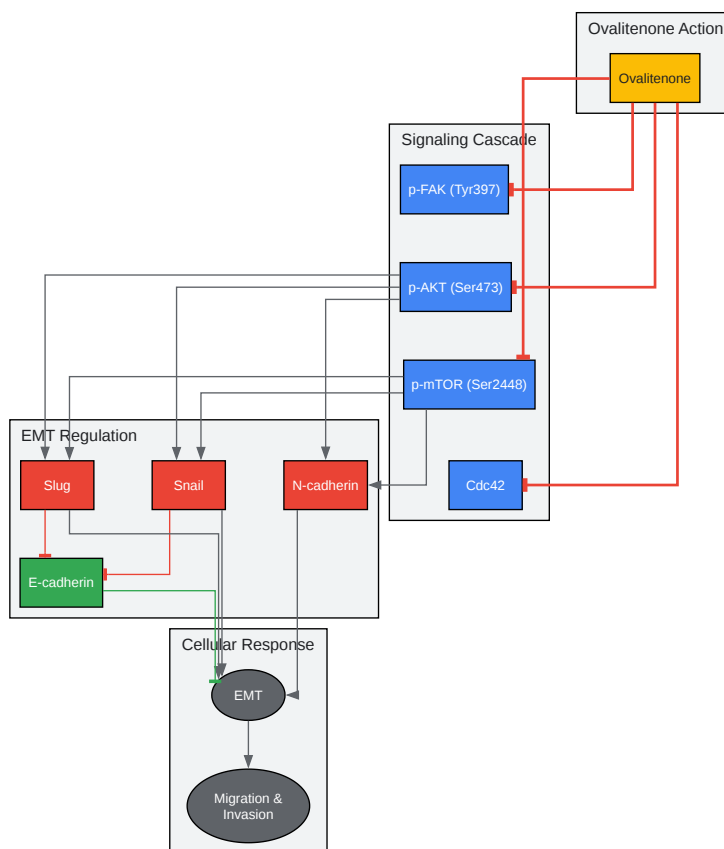 Ovalitenone Action
Ovalitenone
Signaling Cascade
p-FAK (Tyr397)
p-AKT (Ser473)
p-mTOR (Ser2448)
Cdc42
EMT Regulation
Slug
Snail
N-cadherin
E-cadherin
Cellular Response
EMT
Migration &
Invasion